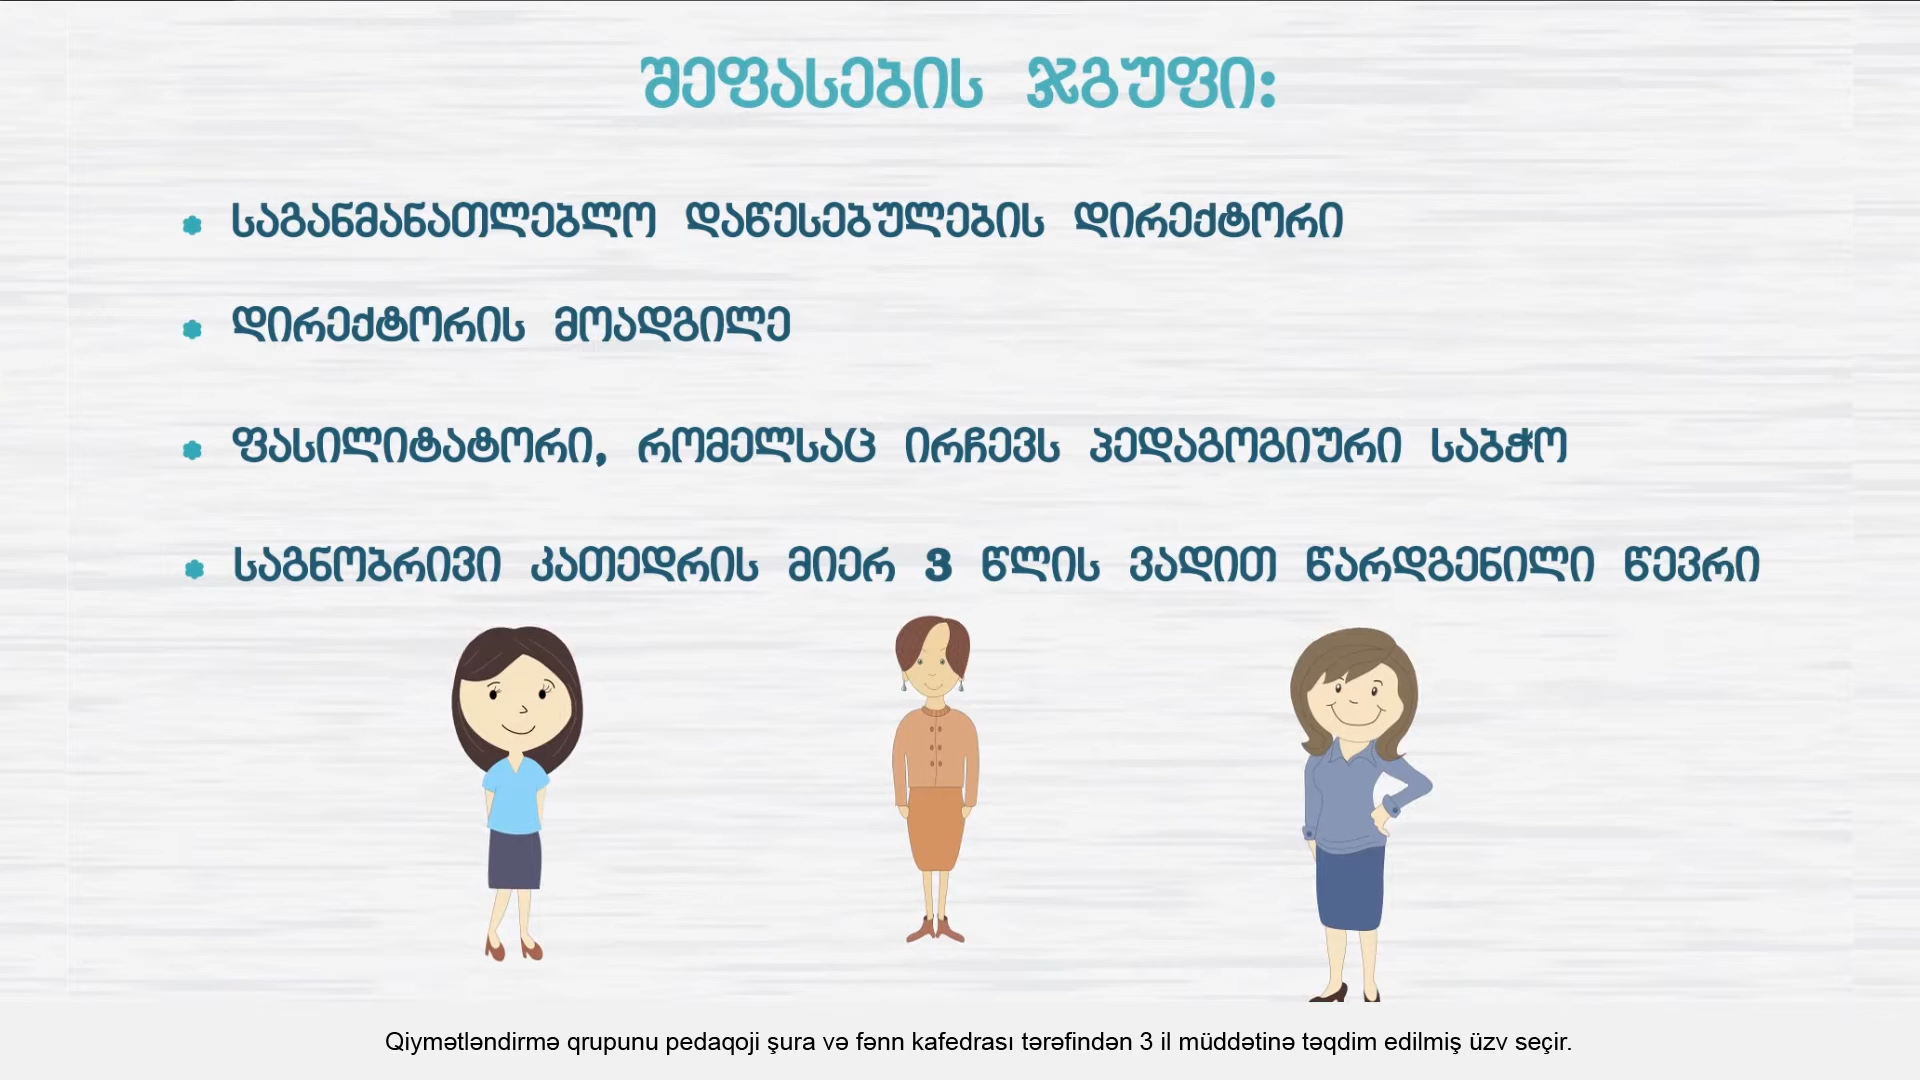 შეფასების ჯგუფი:
საგანმანათლებლო დაწესებულების დირექტორი
დირექტორის მოადგილე
ფასილიტატორი, რომელსაც ირჩევს პედაგოგიური საბჭო
საგნობრივი კათედრის მიერ 3 წლის ვადით წარდგენილი წევრი
Qiymətləndirmə qrupunu pedaqoji şura və fənn kafedrası tərəfindən 3 il müddətinə təqdim edilmiş üzv seçir.